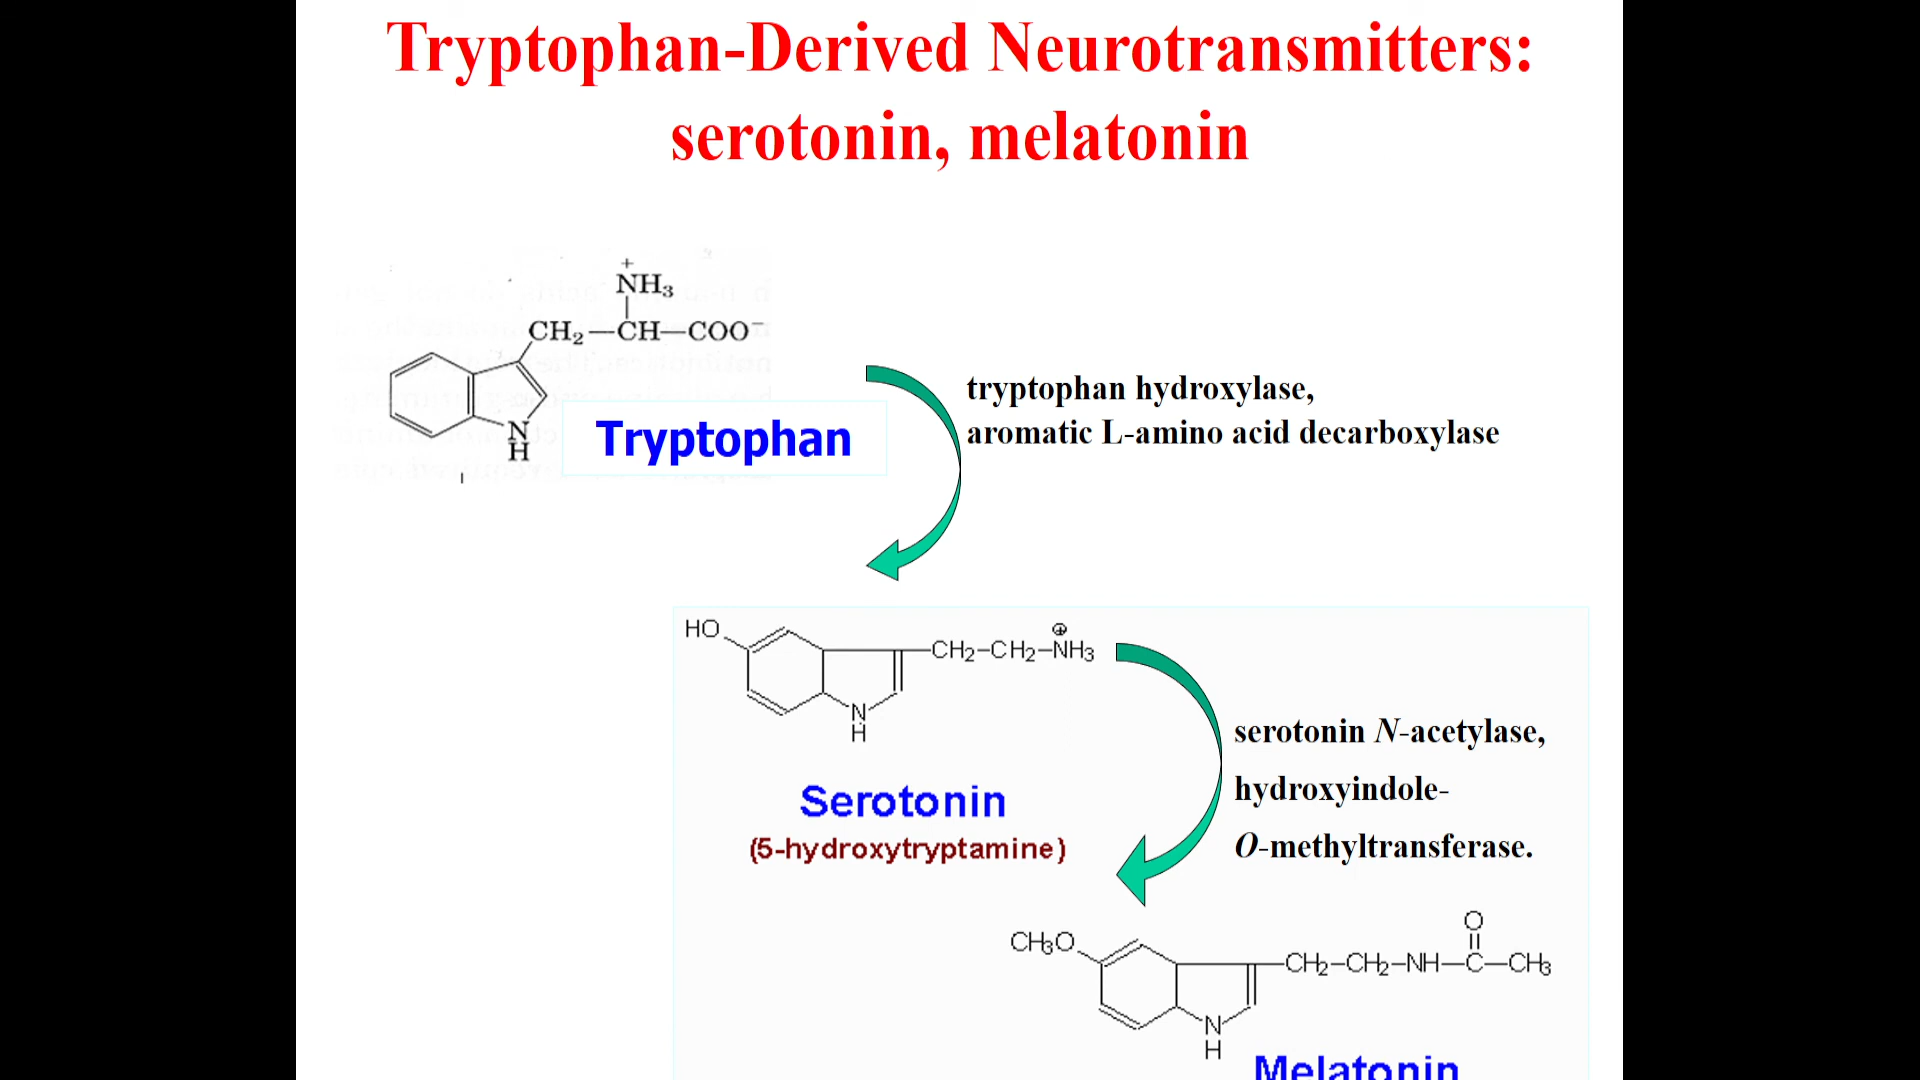 Tryptophan-Derived Neurotransmitters:
serotonin, melatonin
+
NH₃
CH₂—CH—COO⁻
N
H
Tryptophan
tryptophan hydroxylase,
aromatic L-amino acid decarboxylase
HO
⊕
CH₂–CH₂–NH₃
N
H
Serotonin
(5-hydroxytryptamine)
serotonin N-acetylase,
hydroxyindole-
O-methyltransferase.
O
CH₃O
CH₂–CH₂–NH–C–CH₃
N
H
Melatonin